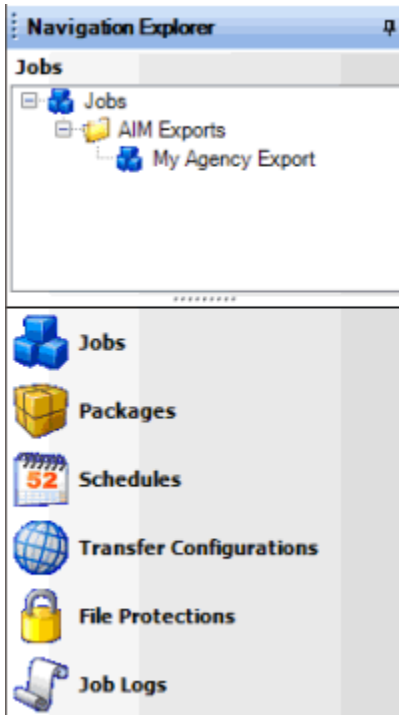 Navigation Explorer
Jobs
Jobs
AIM Exports
My Agency Export
Jobs
Packages
52
Schedules
Transfer Configurations
File Protections
Job Logs